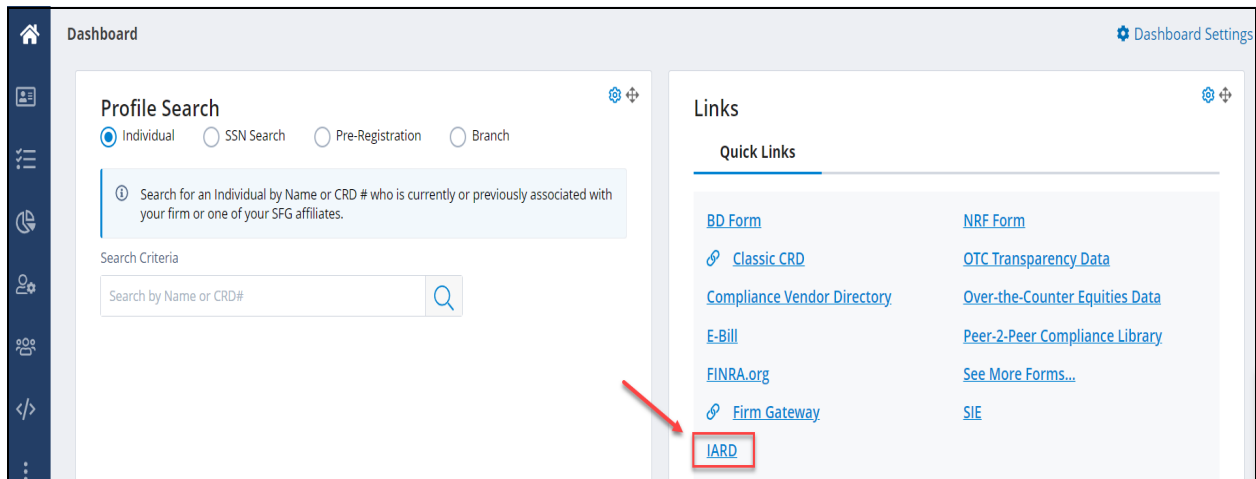 Dashboard
Dashboard Settings
Profile Search
Individual
SSN Search
Pre-Registration
Branch
Search for an Individual by Name or CRD # who is currently or previously associated with
your firm or one of your SFG affiliates.
Search Criteria
Search by Name or CRD#
Links
Quick Links
BD Form
Classic CRD
Compliance Vendor Directory
E-Bill
FINRA.org
Firm Gateway
IARD
NRF Form
OTC Transparency Data
Over-the-Counter Equities Data
Peer-2-Peer Compliance Library
See More Forms...
SIE